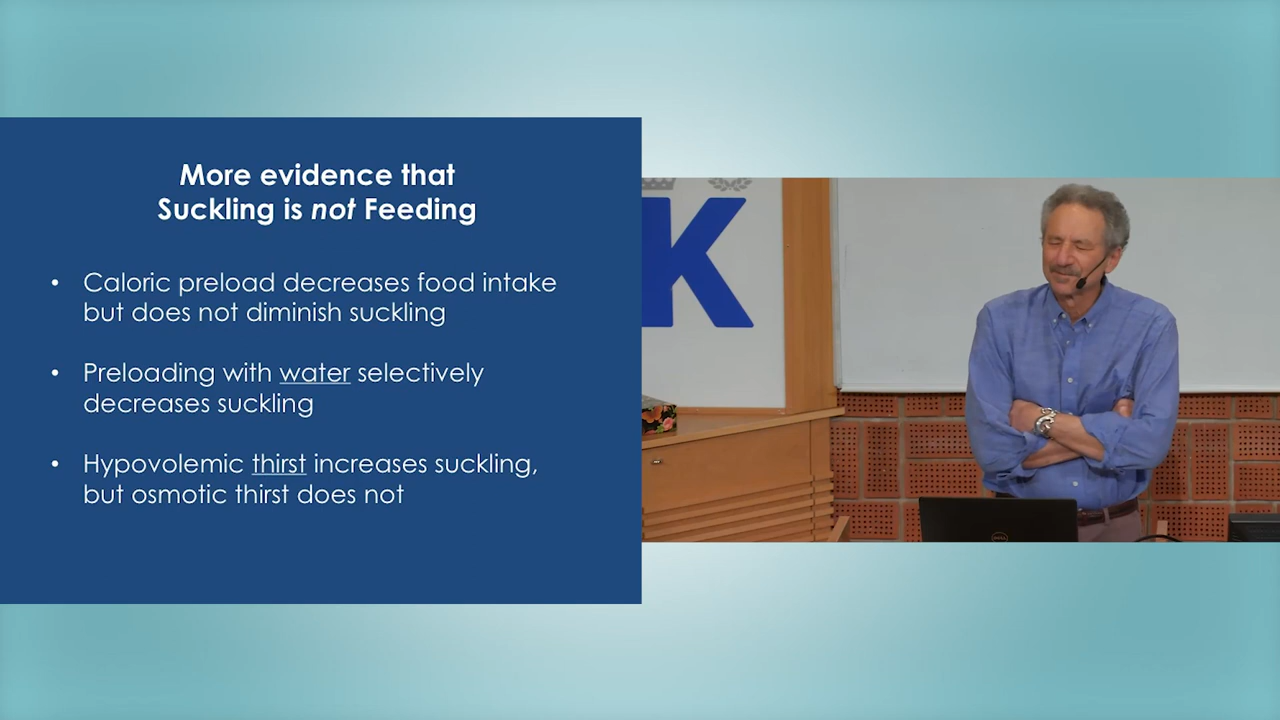 More evidence that
Suckling is not Feeding
• Caloric preload decreases food intake
but does not diminish suckling
• Preloading with water selectively
decreases suckling
• Hypovolemic thirst increases suckling,
but osmotic thirst does not
K
DELL